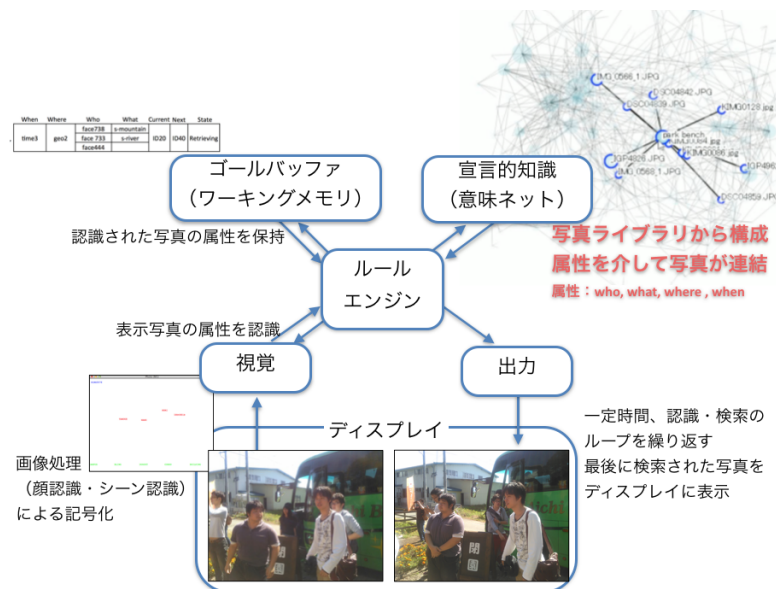 When Where Who What Current Next State
time3 geo2 face738 s-mountain ID20 ID40 Retrieving
face 733 s-river
face444
IMG_0566_1.JPG
DSC04842.JPG
DSC04839.JPG
KIMG0128.jpg
park bench
KIMG0086.jpg
IMG_0568_1.JPG
DSC04859.JPG
ゴールバッファ
(ワーキングメモリ)
宣言的知識
(意味ネット)
写真ライブラリから構成
属性を介して写真が連結
属性:who, what, where , when
認識された写真の属性を保持
ルール
エンジン
表示写真の属性を認識
視覚
出力
ディスプレイ
画像処理
(顔認識・シーン認識)
による記号化
一定時間、認識・検索の
ループを繰り返す
最後に検索された写真を
ディスプレイに表示
閉
園
閉
園